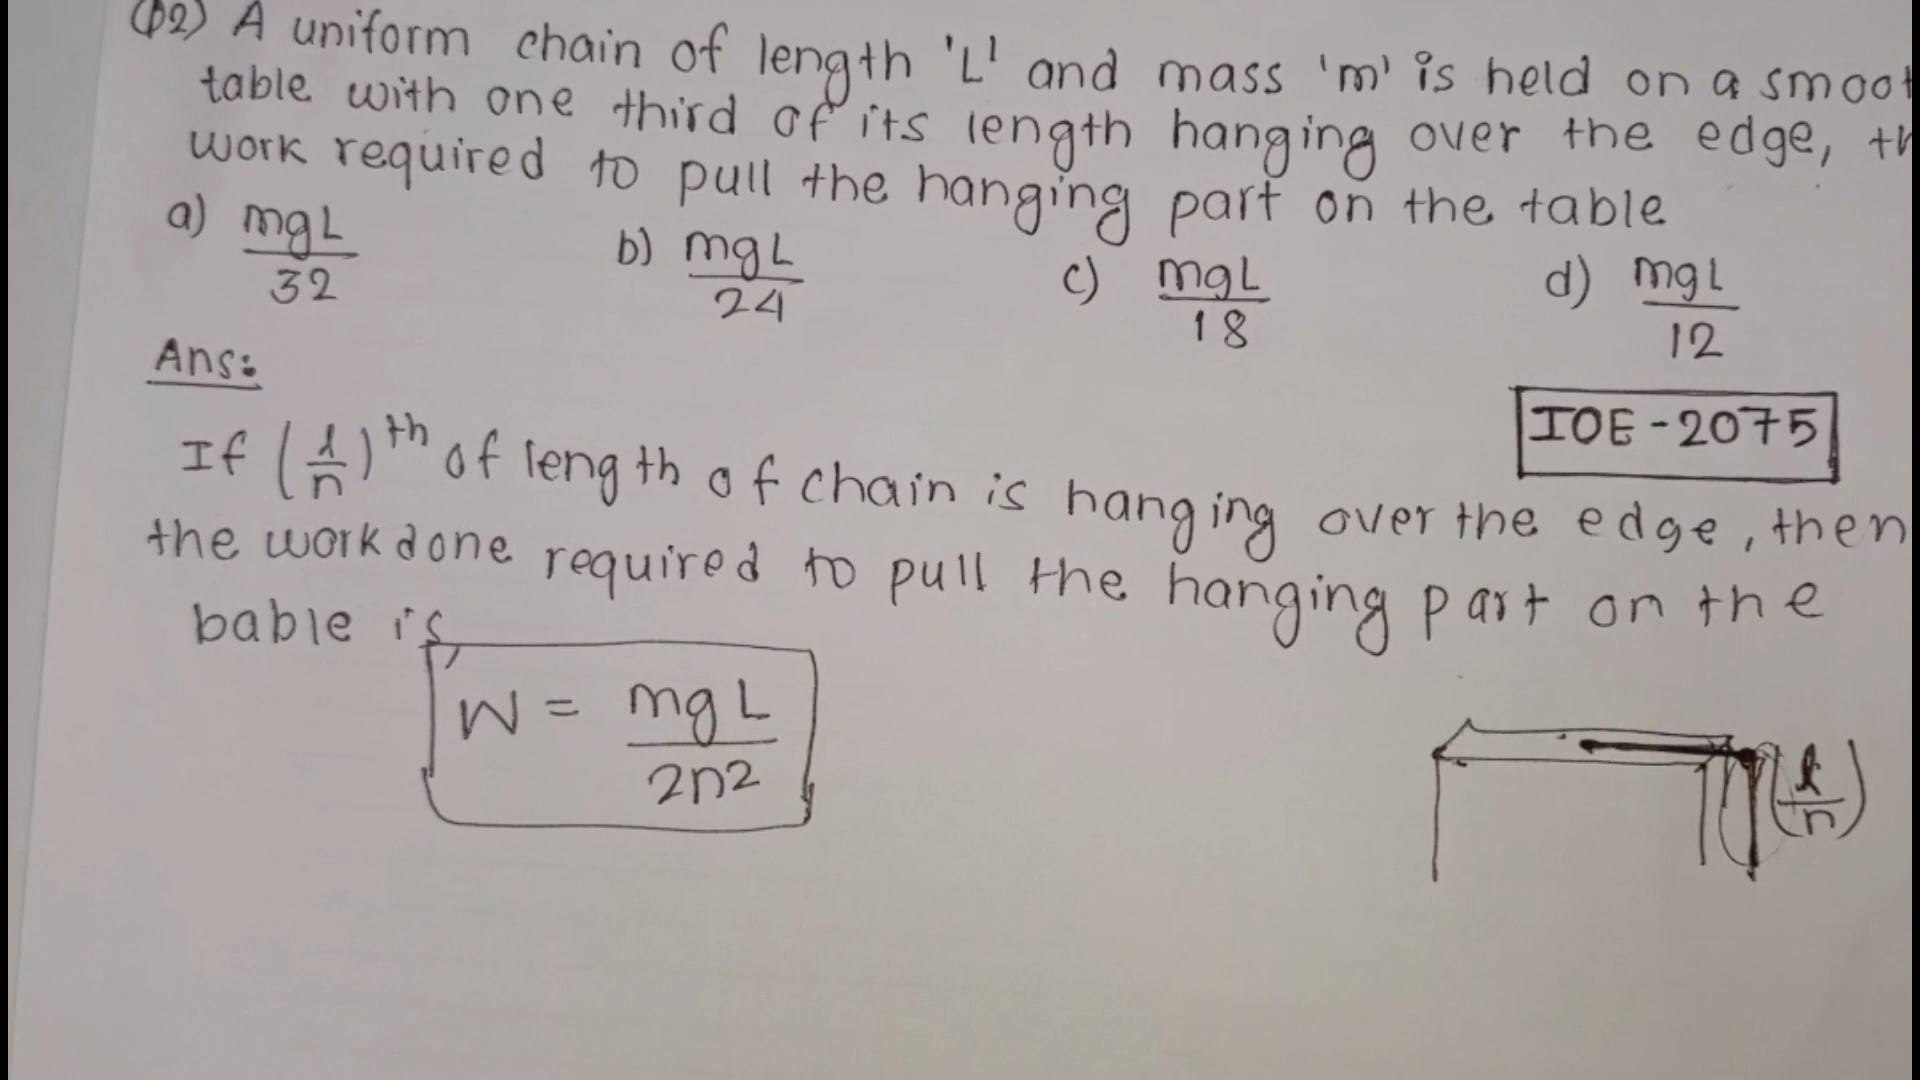 Q2) A uniform chain of length 'L' and mass 'm' is held on a smoot
table with one third of its length hanging over the edge, th
work required to pull the hanging part on the table
a) mgL/32 b) mgL/24 c) mgL/18 d) mgL/12
Ans:
IOE-2075
If (1/n)th of length of chain is hanging over the edge, then
the workdone required to pull the hanging part on the
bable is,
W = mgL/2n2
(l/n)